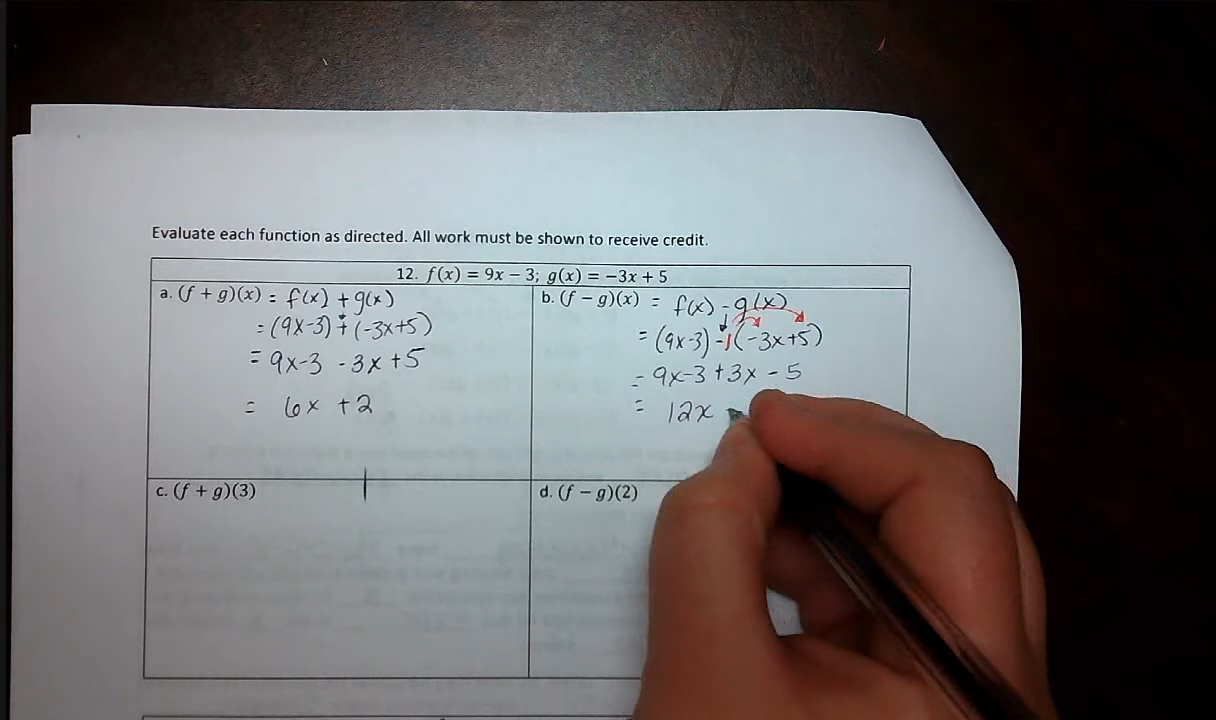 Evaluate each function as directed. All work must be shown to receive credit.
12. f(x) = 9x − 3; g(x) = −3x + 5
a. (f + g)(x) = f(x) + g(x)
= (9x-3) + (-3x+5)
= 9x-3 -3x +5
= 6x +2
b. (f − g)(x) = f(x) - g(x)
= (9x-3) -1(-3x+5)
= 9x-3 +3x -5
= 12x
c. (f + g)(3)
d. (f − g)(2)